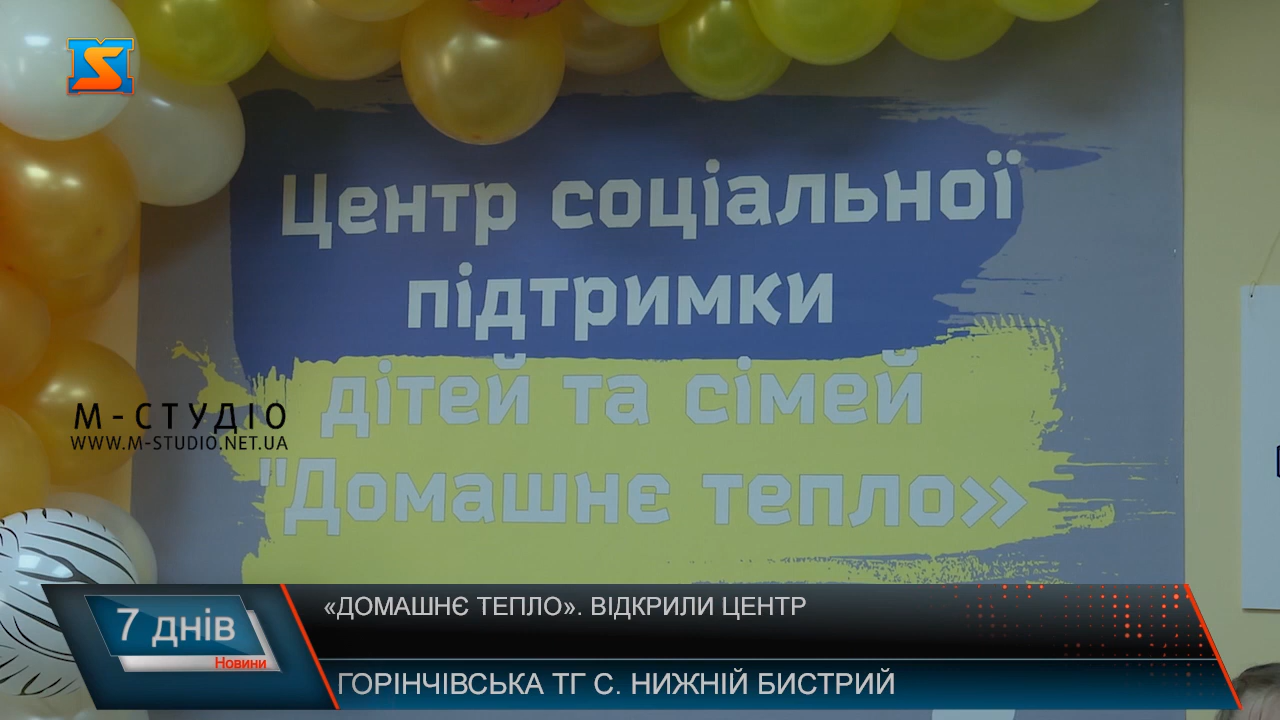 Центр соціальної
підтримки
дітей та сімей
"Домашнє тепло»
М-СТУДІО
WWW.M-STUDIO.NET.UA
7 днів
Новини
«ДОМАШНЄ ТЕПЛО». ВІДКРИЛИ ЦЕНТР
ГОРІНЧІВСЬКА ТГ С. НИЖНІЙ БИСТРИЙ